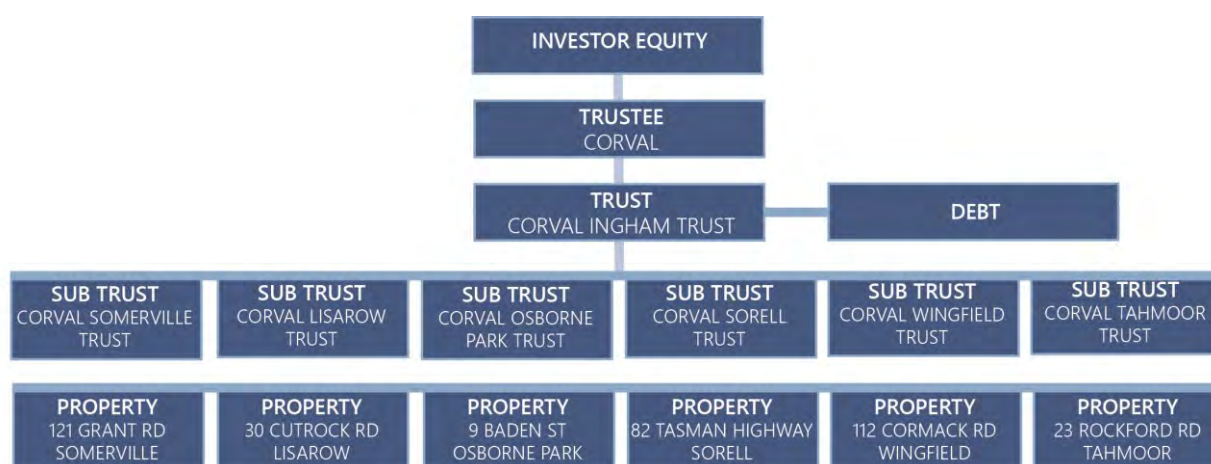 INVESTOR EQUITY
TRUSTEE
CORVAL
TRUST
CORVAL INGHAM TRUST
DEBT
SUB TRUST
CORVAL SOMERVILLE
TRUST
SUB TRUST
CORVAL LISAROW
TRUST
SUB TRUST
CORVAL OSBORNE
PARK TRUST
SUB TRUST
CORVAL SORELL
TRUST
SUB TRUST
CORVAL WINGFIELD
TRUST
SUB TRUST
CORVAL TAHMOOR
TRUST
PROPERTY
121 GRANT RD
SOMERVILLE
PROPERTY
30 CUTROCK RD
LISAROW
PROPERTY
9 BADEN ST
OSBORNE PARK
PROPERTY
82 TASMAN HIGHWAY
SORELL
PROPERTY
112 CORMACK RD
WINGFIELD
PROPERTY
23 ROCKFORD RD
TAHMOOR